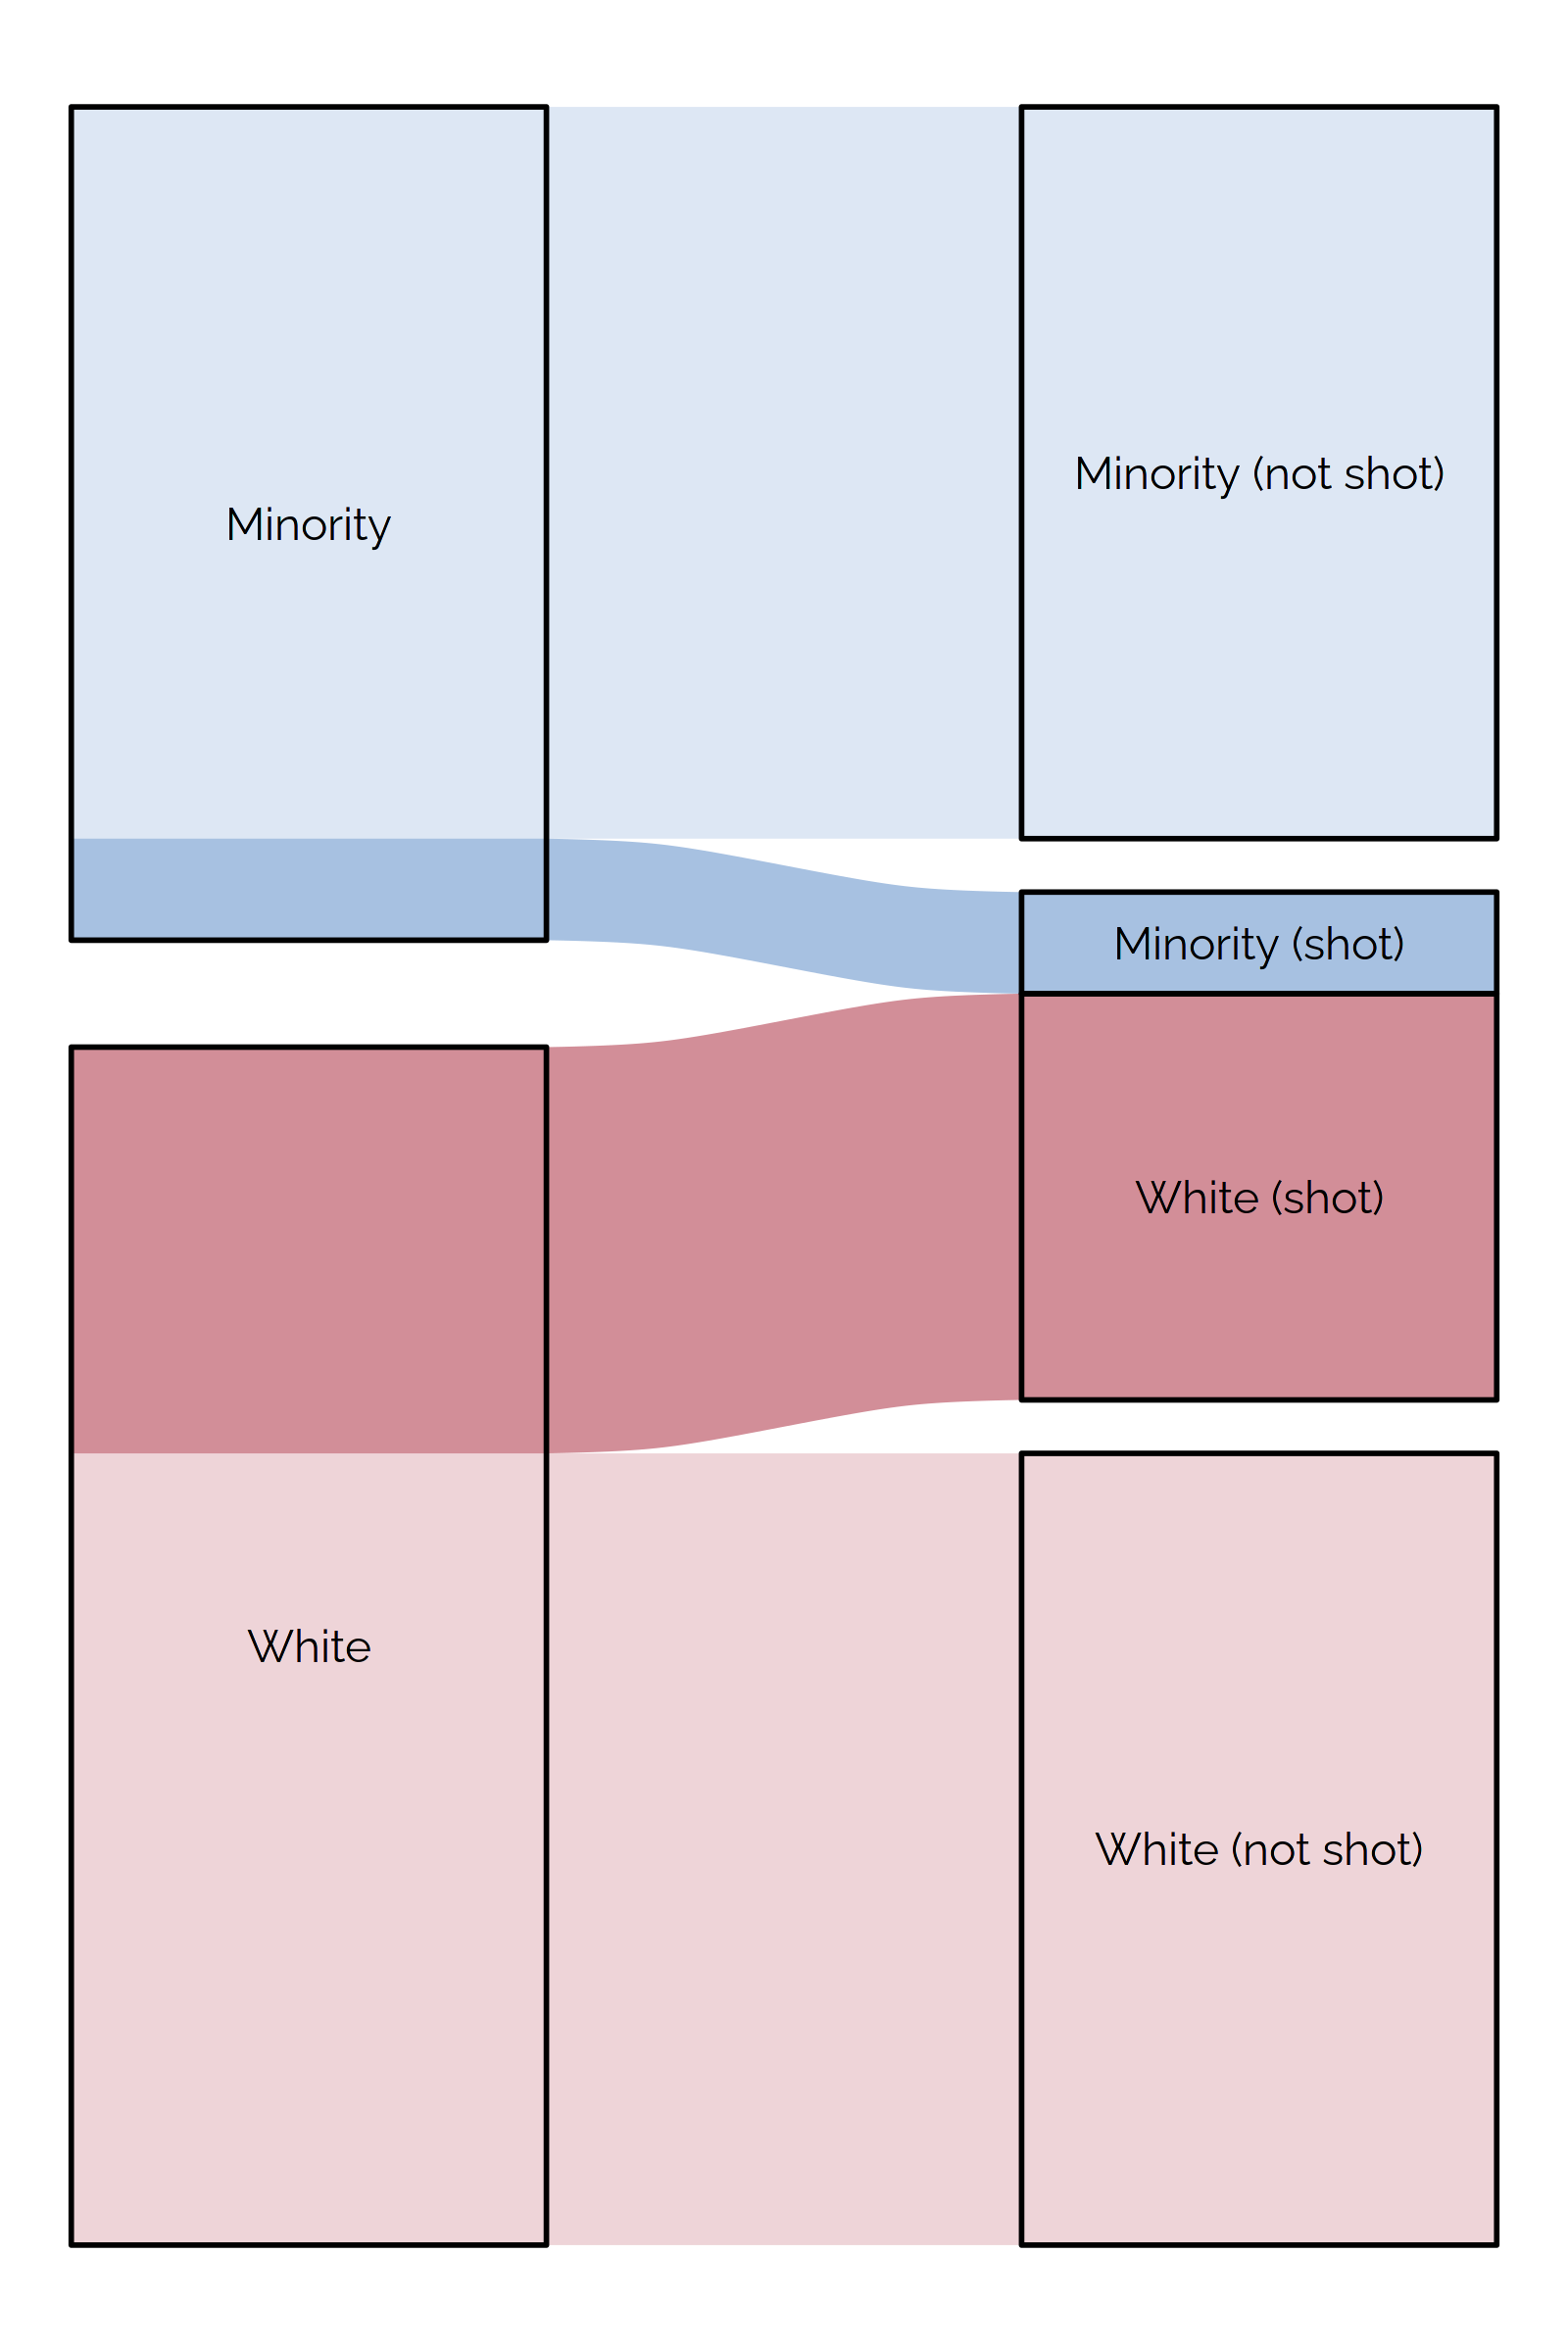 Minority
Minority (not shot)
Minority (shot)
White (shot)
White
White (not shot)